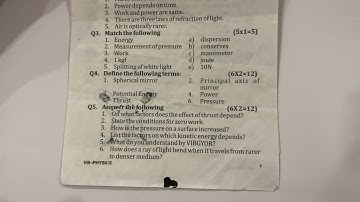 2. Power depends on time.
3. Work and power are same.
4. There are three laws of refraction of light.
5. Air is optically rarer.
Q3. Match the following (5x1=5)
1. Energy a) dispersion
2. Measurement of pressure b) conserves
3. Work c) manometer
4. 1 kgf d) joule
5. Splitting of white light e) 10N
Q4. Define the following terms: (6X2=12)
1. Spherical mirror 2. Principal axis of
mirror
3. Potential Energy 4. Power
5. Thrust 6. Pressure
Q5. Answer the following (6X2=12)
1. On what factors does the effect of thrust depend?
2. State the conditions for zero work.
3. How is the pressure on a surface increased?
4. List the factors on which kinetic energy depends?
5. What do you understand by VIBGYOR?
6. How does a ray of light bend when it travels from rarer
to denser medium?
VIII-PHYSICS 1